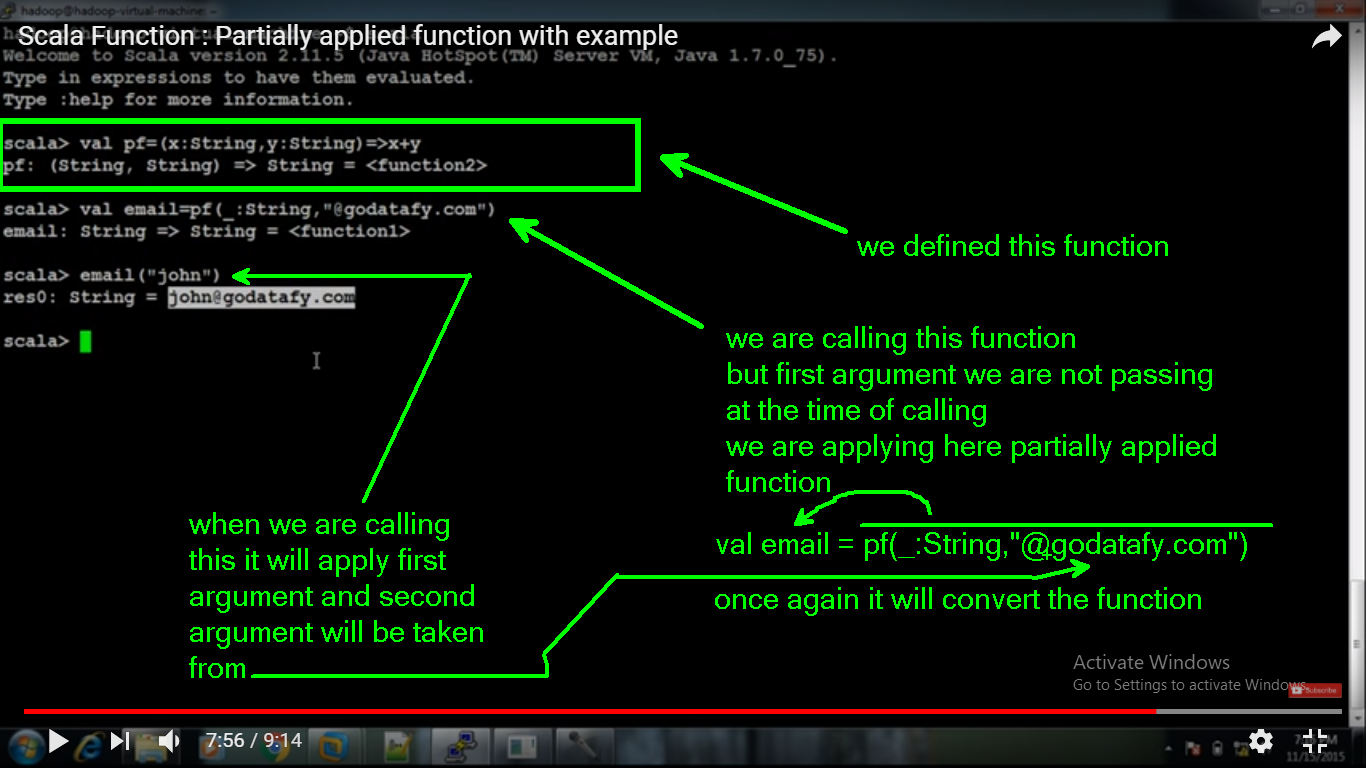 hadoop@hadoop-virtual-machine: ~
Scala Function : Partially applied function with example
Welcome to Scala version 2.11.5 (Java HotSpot(TM) Server VM, Java 1.7.0_75).
Type in expressions to have them evaluated.
Type :help for more information.
scala> val pf=(x:String,y:String)=>x+y
pf: (String, String) => String = <function2>
scala> val email=pf(_:String,"@godatafy.com")
email: String => String = <function1>
we defined this function
scala> email("john")
res0: String = john@godatafy.com
scala>
we are calling this function
but first argument we are not passing
at the time of calling
we are applying here partially applied
function
val email = pf(_:String,"@godatafy.com")
once again it will convert the function
when we are calling
this it will apply first
argument and second
argument will be taken
from
Activate Windows
Go to Settings to activate Windows.
Subscribe
7:56 / 9:14
11/15/2015